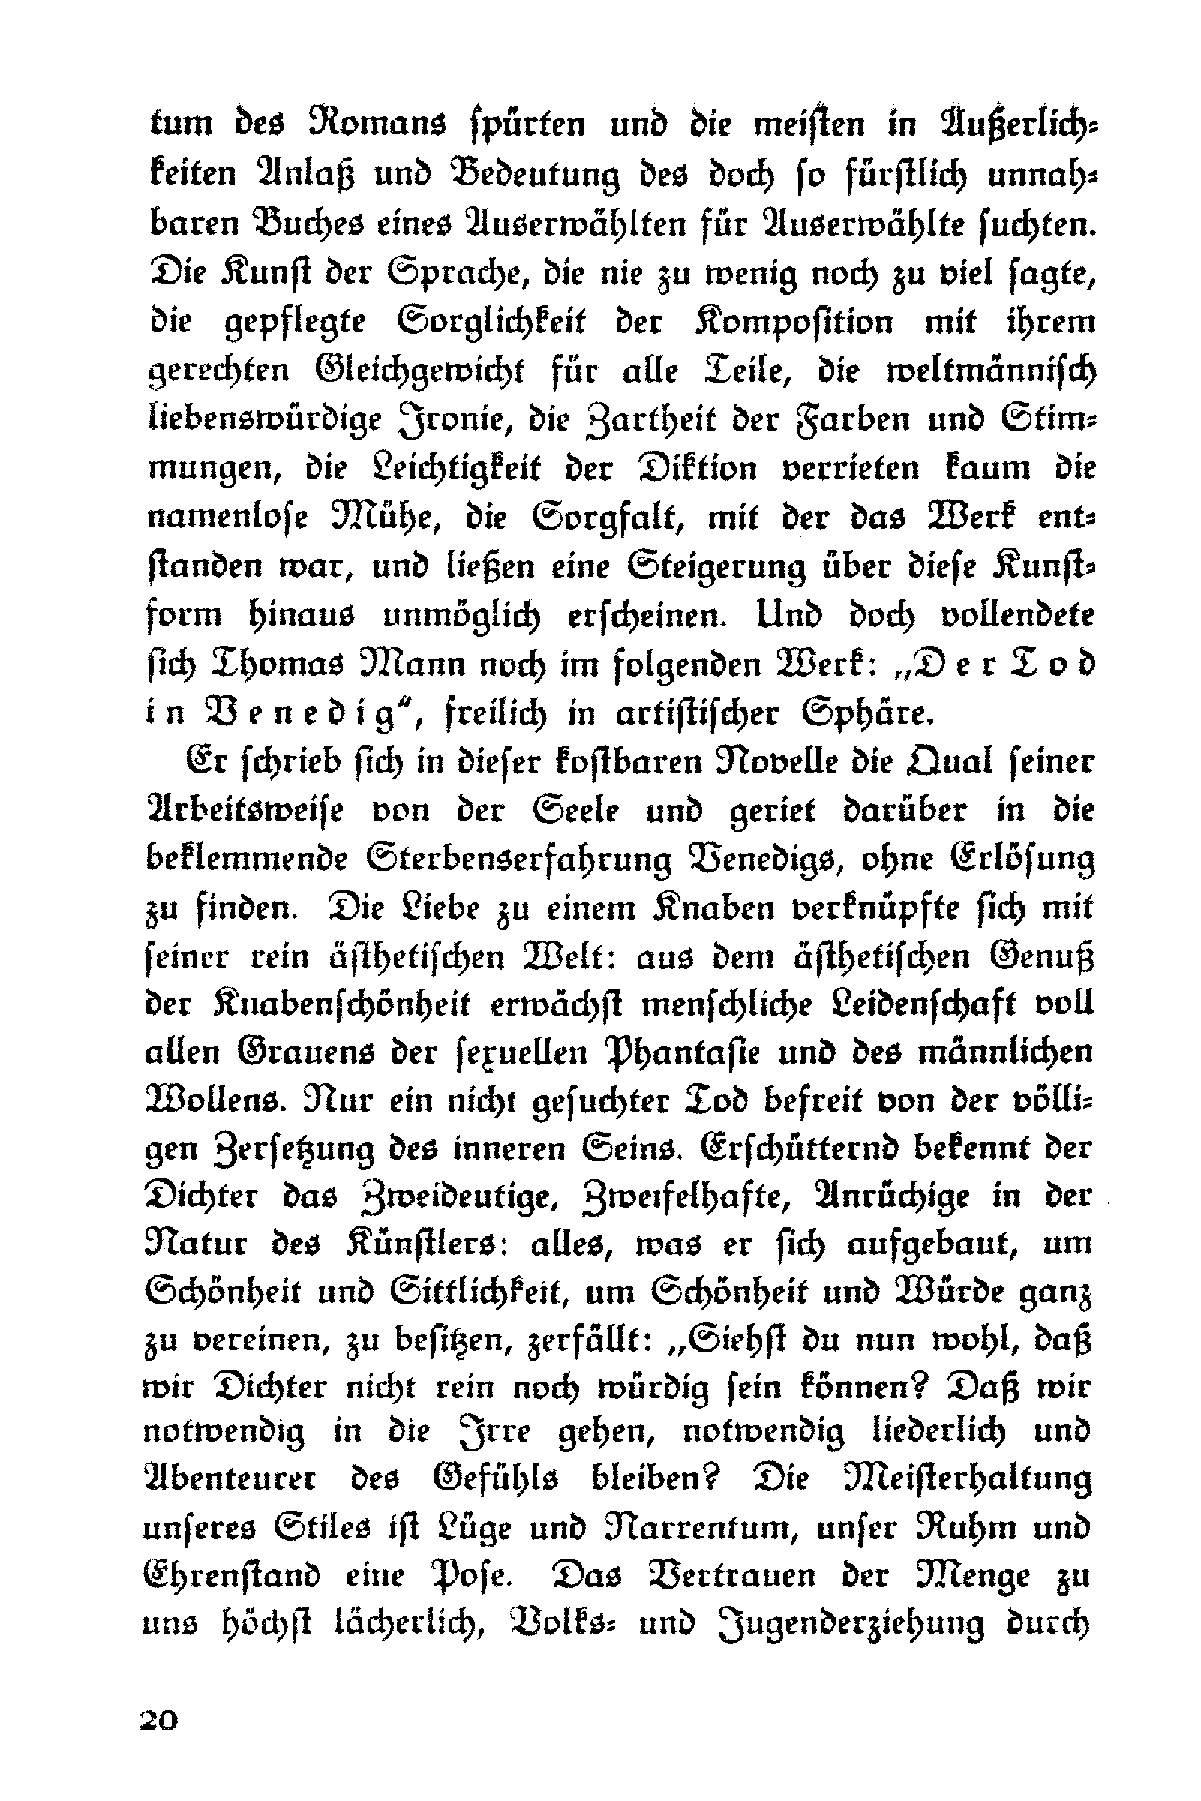 tum des Romans spürten und die meisten in Äußerlich-
keiten Anlaß und Bedeutung des doch so fürstlich unnah-
baren Buches eines Auserwählten für Auserwählte suchten.
Die Kunst der Sprache, die nie zu wenig noch zu viel sagte,
die gepflegte Sorglichkeit der Komposition mit ihrem
gerechten Gleichgewicht für alle Teile, die weltmännisch
liebenswürdige Ironie, die Zartheit der Farben und Stim-
mungen, die Leichtigkeit der Diktion verrieten kaum die
namenlose Mühe, die Sorgfalt, mit der das Werk ent-
standen war, und ließen eine Steigerung über diese Kunst-
form hinaus unmöglich erscheinen. Und doch vollendete
sich Thomas Mann noch im folgenden Werk: „Der Tod
in Venedig“, freilich in artistischer Sphäre.
Er schrieb sich in dieser kostbaren Novelle die Qual seiner
Arbeitsweise von der Seele und geriet darüber in die
beklemmende Sterbenserfahrung Venedigs, ohne Erlösung
zu finden. Die Liebe zu einem Knaben verknüpfte sich mit
seiner rein ästhetischen Welt: aus dem ästhetischen Genuß
der Knabenschönheit erwächst menschliche Leidenschaft voll
allen Grauens der sexuellen Phantasie und des männlichen
Wollens. Nur ein nicht gesuchter Tod befreit von der völli-
gen Zersetzung des inneren Seins. Erschütternd bekennt der
Dichter das Zweideutige, Zweifelhafte, Anrüchige in der
Natur des Künstlers: alles, was er sich aufgebaut, um
Schönheit und Sittlichkeit, um Schönheit und Würde ganz
zu vereinen, zu besitzen, zerfällt: „Siehst du nun wohl, daß
wir Dichter nicht rein noch würdig sein können? Daß wir
notwendig in die Irre gehen, notwendig liederlich und
Abenteurer des Gefühls bleiben? Die Meisterhaltung
unseres Stiles ist Lüge und Narrentum, unser Ruhm und
Ehrenstand eine Pose. Das Vertrauen der Menge zu
uns höchst lächerlich, Volks- und Jugenderziehung durch
20